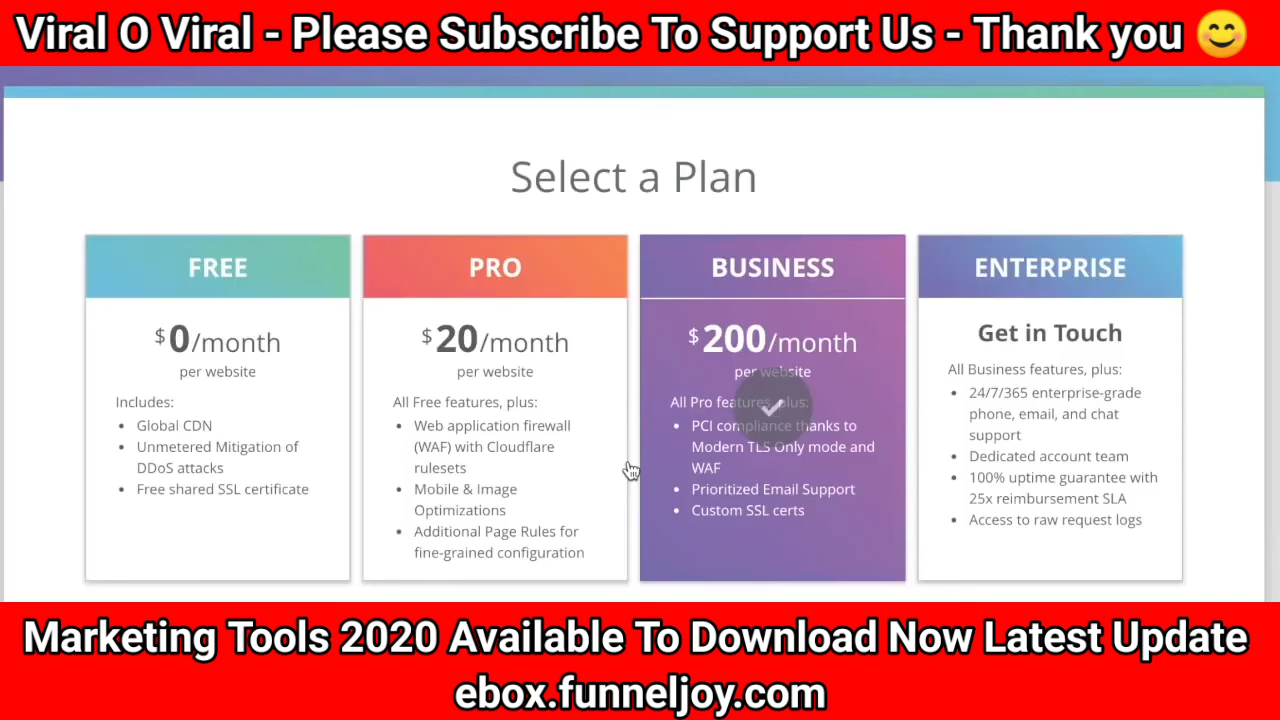 Viral O Viral - Please Subscribe To Support Us - Thank you 😊
Select a Plan
FREE
$0/month
per website
Includes:
• Global CDN
• Unmetered Mitigation of
DDoS attacks
• Free shared SSL certificate
PRO
$20/month
per website
All Free features, plus:
• Web application firewall
(WAF) with Cloudflare
rulesets
• Mobile & Image
Optimizations
• Additional Page Rules for
fine-grained configuration
BUSINESS
$200/month
per website
All Pro features, plus:
• PCI compliance thanks to
Modern TLS Only mode and
WAF
• Prioritized Email Support
• Custom SSL certs
ENTERPRISE
Get in Touch
All Business features, plus:
• 24/7/365 enterprise-grade
phone, email, and chat
support
• Dedicated account team
• 100% uptime guarantee with
25x reimbursement SLA
• Access to raw request logs
Marketing Tools 2020 Available To Download Now Latest Update
ebox.funneljoy.com